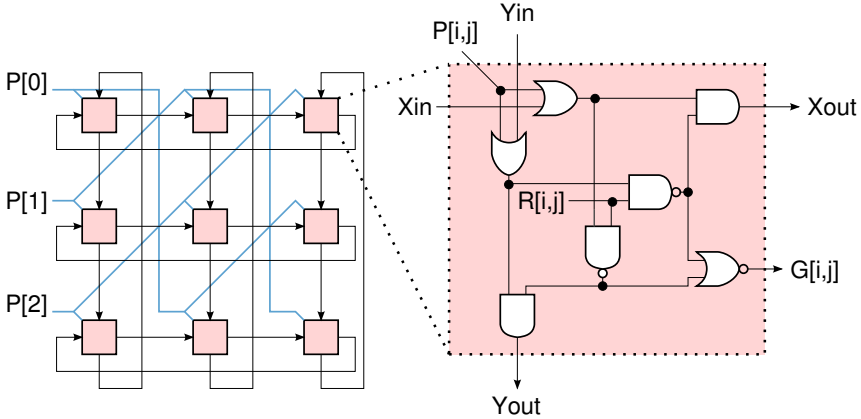 P[0]
P[1]
P[2]
Yin
P[i,j]
Xin
Xout
R[i,j]
G[i,j]
Yout